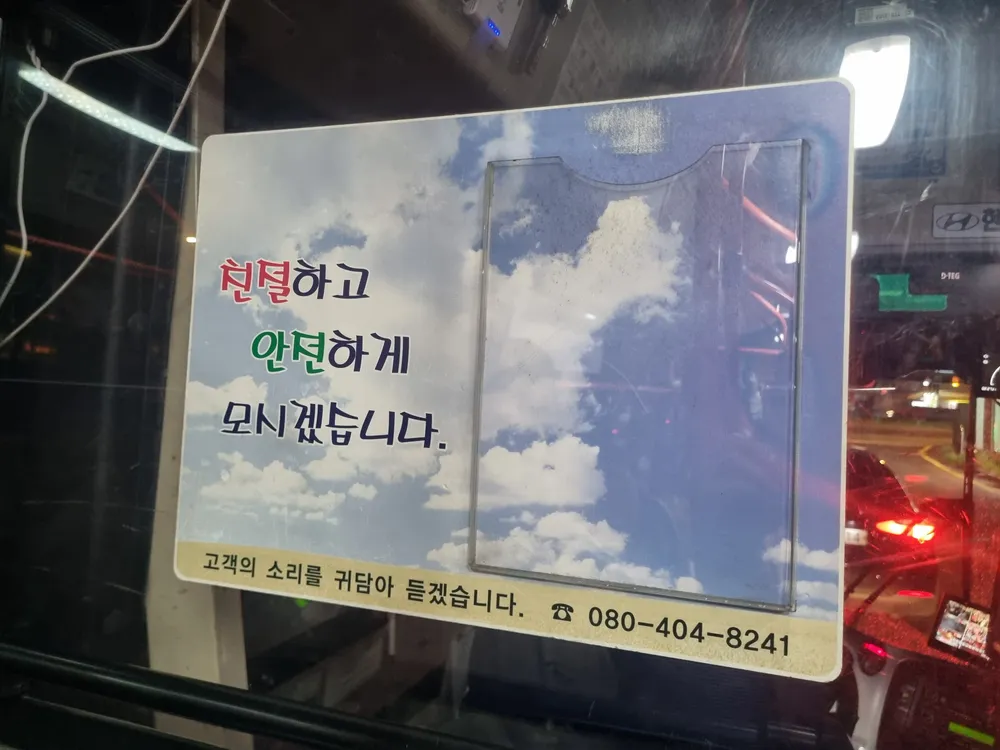 친절하고
안전하게
모시겠습니다.
고객의 소리를 귀담아 듣겠습니다. ☎ 080-404-8241
D-TEG